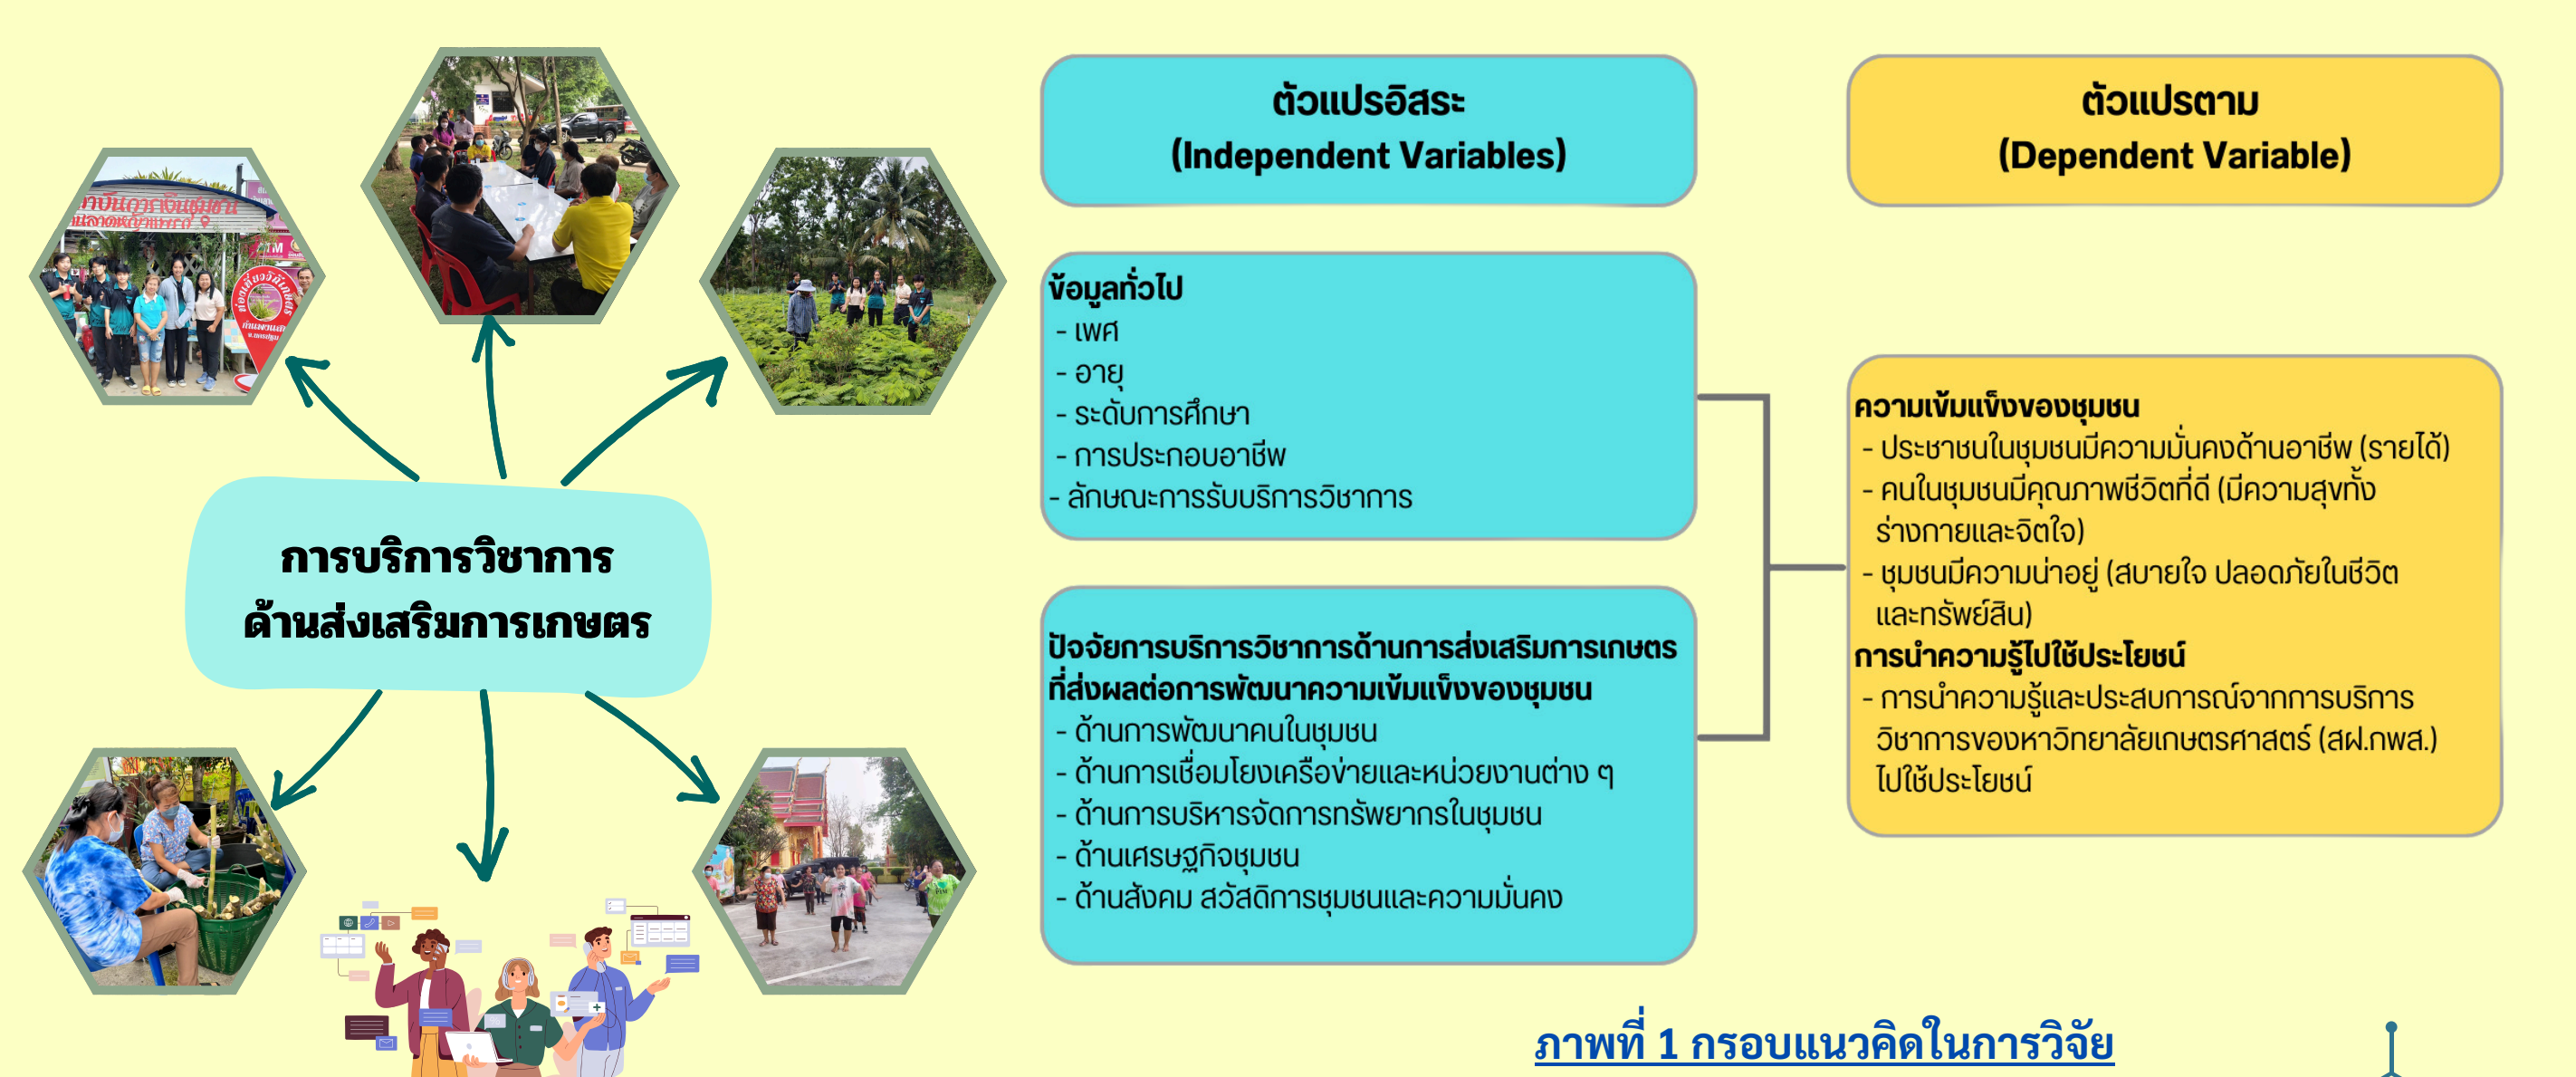 การบริการวิชาการ
ด้านส่งเสริมการเกษตร
ตัวแปรอิสระ
(Independent Variables)
ข้อมูลทั่วไป
- เพศ
- อายุ
- ระดับการศึกษา
- การประกอบอาชีพ
- ลักษณะการรับบริการวิชาการ
ปัจจัยการบริการวิชาการด้านการส่งเสริมการเกษตร
ที่ส่งผลต่อการพัฒนาความเข้มแข็งของชุมชน
- ด้านการพัฒนาคนในชุมชน
- ด้านการเชื่อมโยงเครือข่ายและหน่วยงานต่าง ๆ
- ด้านการบริหารจัดการทรัพยากรในชุมชน
- ด้านเศรษฐกิจชุมชน
- ด้านสังคม สวัสดิการชุมชนและความมั่นคง
ตัวแปรตาม
(Dependent Variable)
ความเข้มแข็งของชุมชน
- ประชาชนในชุมชนมีความมั่นคงด้านอาชีพ (รายได้)
- คนในชุมชนมีคุณภาพชีวิตที่ดี (มีความสุขทั้ง
ร่างกายและจิตใจ)
- ชุมชนมีความน่าอยู่ (สบายใจ ปลอดภัยในชีวิต
และทรัพย์สิน)
การนำความรู้ไปใช้ประโยชน์
- การนำความรู้และประสบการณ์จากการบริการ
วิชาการของหาวิทยาลัยเกษตรศาสตร์ (สฝ.กพส.)
ไปใช้ประโยชน์
ภาพที่ 1 กรอบแนวคิดในการวิจัย